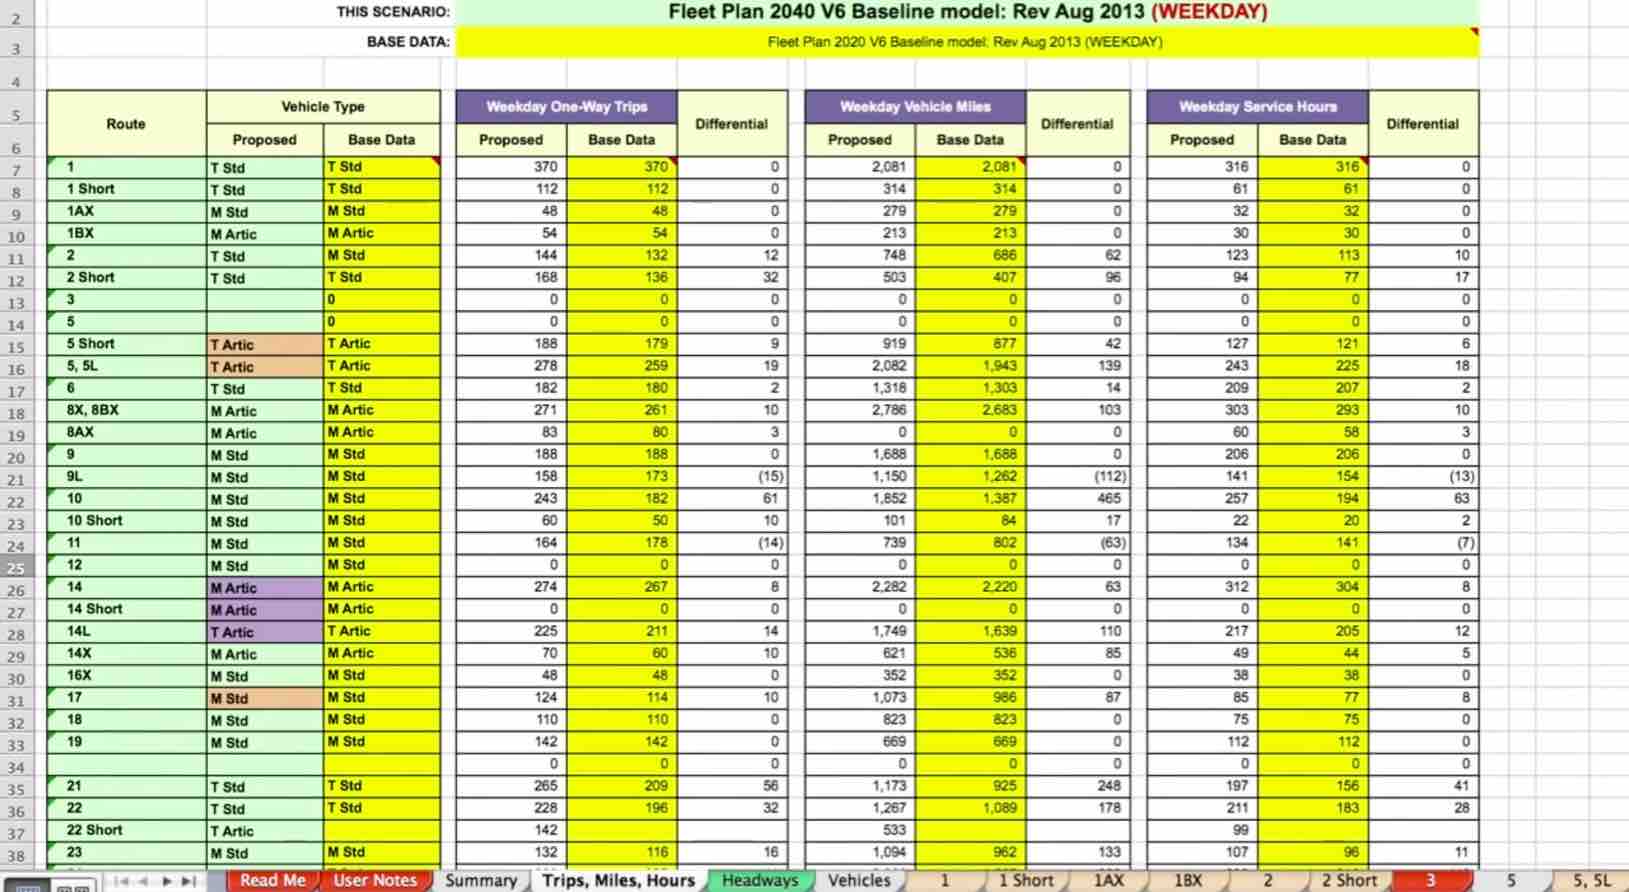 2 THIS SCENARIO: Fleet Plan 2040 V6 Baseline model: Rev Aug 2013 (WEEKDAY)
3 BASE DATA: Fleet Plan 2020 V6 Baseline model: Rev Aug 2013 (WEEKDAY)
4
5 Route Vehicle Type Weekday One-Way Trips Differential Weekday Vehicle Miles Differential Weekday Service Hours Differential
6 Proposed Base Data Proposed Base Data Proposed Base Data Proposed Base Data
7 1 T Std T Std 370 370 0 2,081 2,081 0 316 316 0
8 1 Short T Std T Std 112 112 0 314 314 0 61 61 0
9 1AX M Std M Std 48 48 0 279 279 0 32 32 0
10 1BX M Artic M Artic 54 54 0 213 213 0 30 30 0
11 2 T Std M Std 144 132 12 748 686 62 123 113 10
12 2 Short T Std T Std 168 136 32 503 407 96 94 77 17
13 3 0 0 0 0 0 0 0 0 0 0
14 5 0 0 0 0 0 0 0 0 0 0
15 5 Short T Artic T Artic 188 179 9 919 877 42 127 121 6
16 5, 5L T Artic T Artic 278 259 19 2,082 1,943 139 243 225 18
17 6 T Std T Std 182 180 2 1,318 1,303 14 209 207 2
18 8X, 8BX M Artic M Artic 271 261 10 2,786 2,683 103 303 293 10
19 8AX M Artic M Artic 83 80 3 0 0 0 60 58 3
20 9 M Std M Std 188 188 0 1,688 1,688 0 206 206 0
21 9L M Std M Std 158 173 (15) 1,150 1,262 (112) 141 154 (13)
22 10 M Std M Std 243 182 61 1,852 1,387 465 257 194 63
23 10 Short M Std M Std 60 50 10 101 84 17 22 20 2
24 11 M Std M Std 164 178 (14) 739 802 (63) 134 141 (7)
25 12 M Std M Std 0 0 0 0 0 0 0 0 0
26 14 M Artic M Artic 274 267 8 2,282 2,220 63 312 304 8
27 14 Short M Artic M Artic 0 0 0 0 0 0 0 0 0
28 14L T Artic T Artic 225 211 14 1,749 1,639 110 217 205 12
29 14X M Artic M Artic 70 60 10 621 536 85 49 44 5
30 16X M Std M Std 48 48 0 352 352 0 38 38 0
31 17 M Std M Std 124 114 10 1,073 986 87 85 77 8
32 18 M Std M Std 110 110 0 823 823 0 75 75 0
33 19 M Std M Std 142 142 0 669 669 0 112 112 0
34 0 0 0 0 0 0 0 0 0
35 21 T Std T Std 265 209 56 1,173 925 248 197 156 41
36 22 T Std T Std 228 196 32 1,267 1,089 178 211 183 28
37 22 Short T Artic 142 533 99
38 23 M Std M Std 132 116 16 1,094 962 133 107 96 11
Read Me User Notes Summary Trips, Miles, Hours Headways Vehicles 1 1 Short 1AX 1BX 2 2 Short 3 5 5, 5L